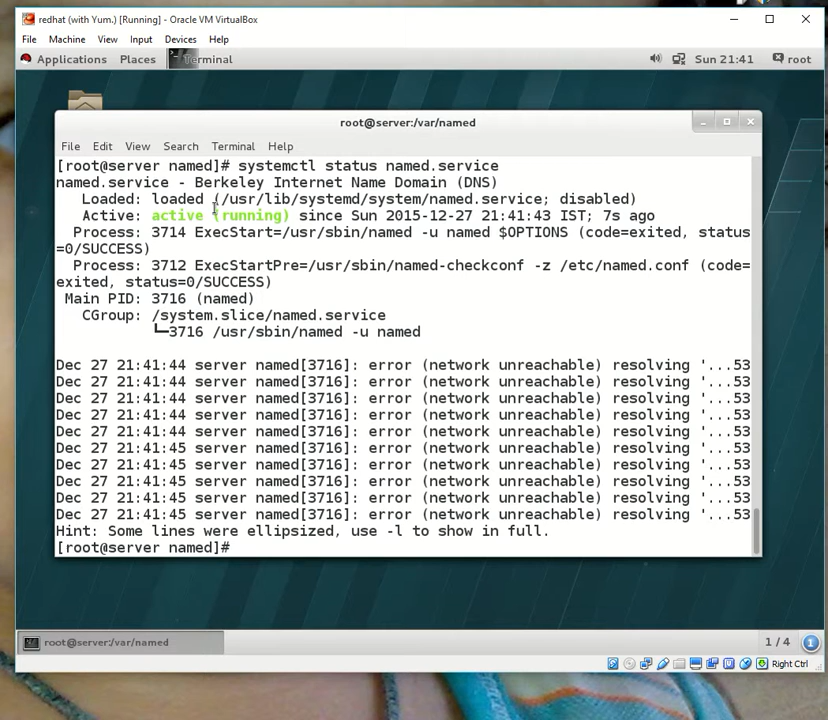 redhat (with Yum.) [Running] - Oracle VM VirtualBox
File Machine View Input Devices Help
Applications Places Terminal Sun 21:41 root
root@server:/var/named
File Edit View Search Terminal Help
[root@server named]# systemctl status named.service
named.service - Berkeley Internet Name Domain (DNS)
Loaded: loaded (/usr/lib/systemd/system/named.service; disabled)
Active: active (running) since Sun 2015-12-27 21:41:43 IST; 7s ago
Process: 3714 ExecStart=/usr/sbin/named -u named $OPTIONS (code=exited, status
=0/SUCCESS)
Process: 3712 ExecStartPre=/usr/sbin/named-checkconf -z /etc/named.conf (code=
exited, status=0/SUCCESS)
Main PID: 3716 (named)
CGroup: /system.slice/named.service
└─3716 /usr/sbin/named -u named
Dec 27 21:41:44 server named[3716]: error (network unreachable) resolving '...53
Dec 27 21:41:44 server named[3716]: error (network unreachable) resolving '...53
Dec 27 21:41:44 server named[3716]: error (network unreachable) resolving '...53
Dec 27 21:41:44 server named[3716]: error (network unreachable) resolving '...53
Dec 27 21:41:44 server named[3716]: error (network unreachable) resolving '...53
Dec 27 21:41:45 server named[3716]: error (network unreachable) resolving '...53
Dec 27 21:41:45 server named[3716]: error (network unreachable) resolving '...53
Dec 27 21:41:45 server named[3716]: error (network unreachable) resolving '...53
Dec 27 21:41:45 server named[3716]: error (network unreachable) resolving '...53
Dec 27 21:41:45 server named[3716]: error (network unreachable) resolving '...53
Hint: Some lines were ellipsized, use -l to show in full.
[root@server named]#
root@server:/var/named 1 / 4 1
Right Ctrl